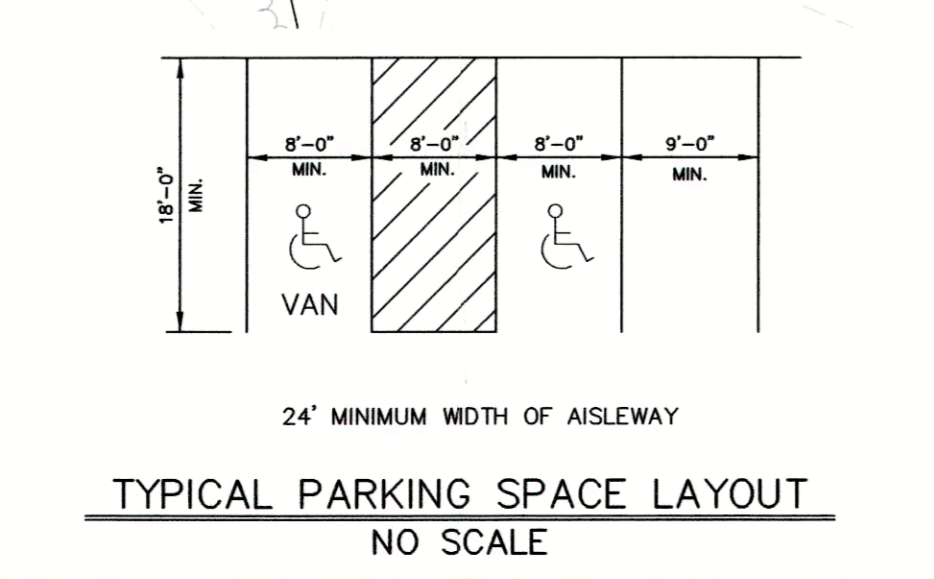 8'-0" 8'-0" 8'-0" 9'-0"
MIN. MIN. MIN. MIN.
18'-0"
MIN.
VAN
24' MINIMUM WIDTH OF AISLEWAY
TYPICAL PARKING SPACE LAYOUT
NO SCALE